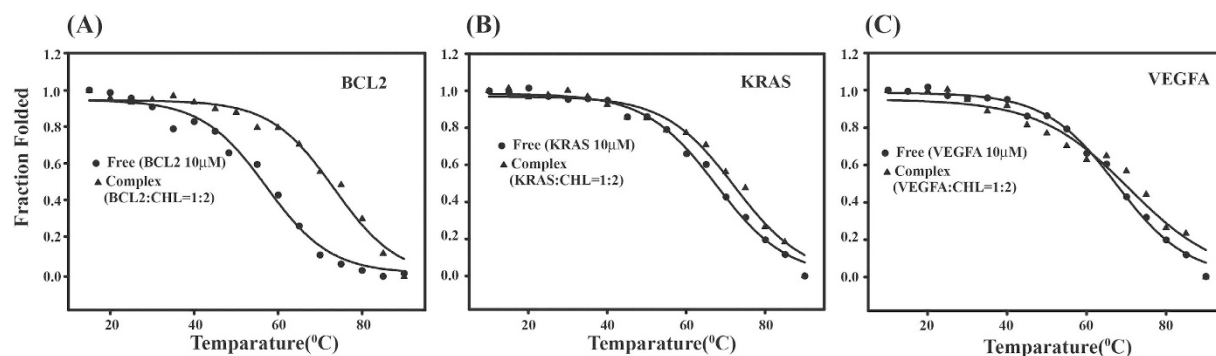 (A)
1.2
1.0
0.8
0.6
0.4
0.2
0.0
Fraction Folded
BCL2
Free (BCL2 10μM)
Complex
(BCL2:CHL=1:2)
20 40 60 80
Temparature(⁰C)
(B)
1.2
1.0
0.8
0.6
0.4
0.2
0.0
KRAS
Free (KRAS 10μM)
Complex
(KRAS:CHL=1:2)
20 40 60 80
Temparature(⁰C)
(C)
1.2
1.0
0.8
0.6
0.4
0.2
0.0
VEGFA
Free (VEGFA 10μM)
Complex
(VEGFA:CHL=1:2)
20 40 60 80
Temparature(⁰C)